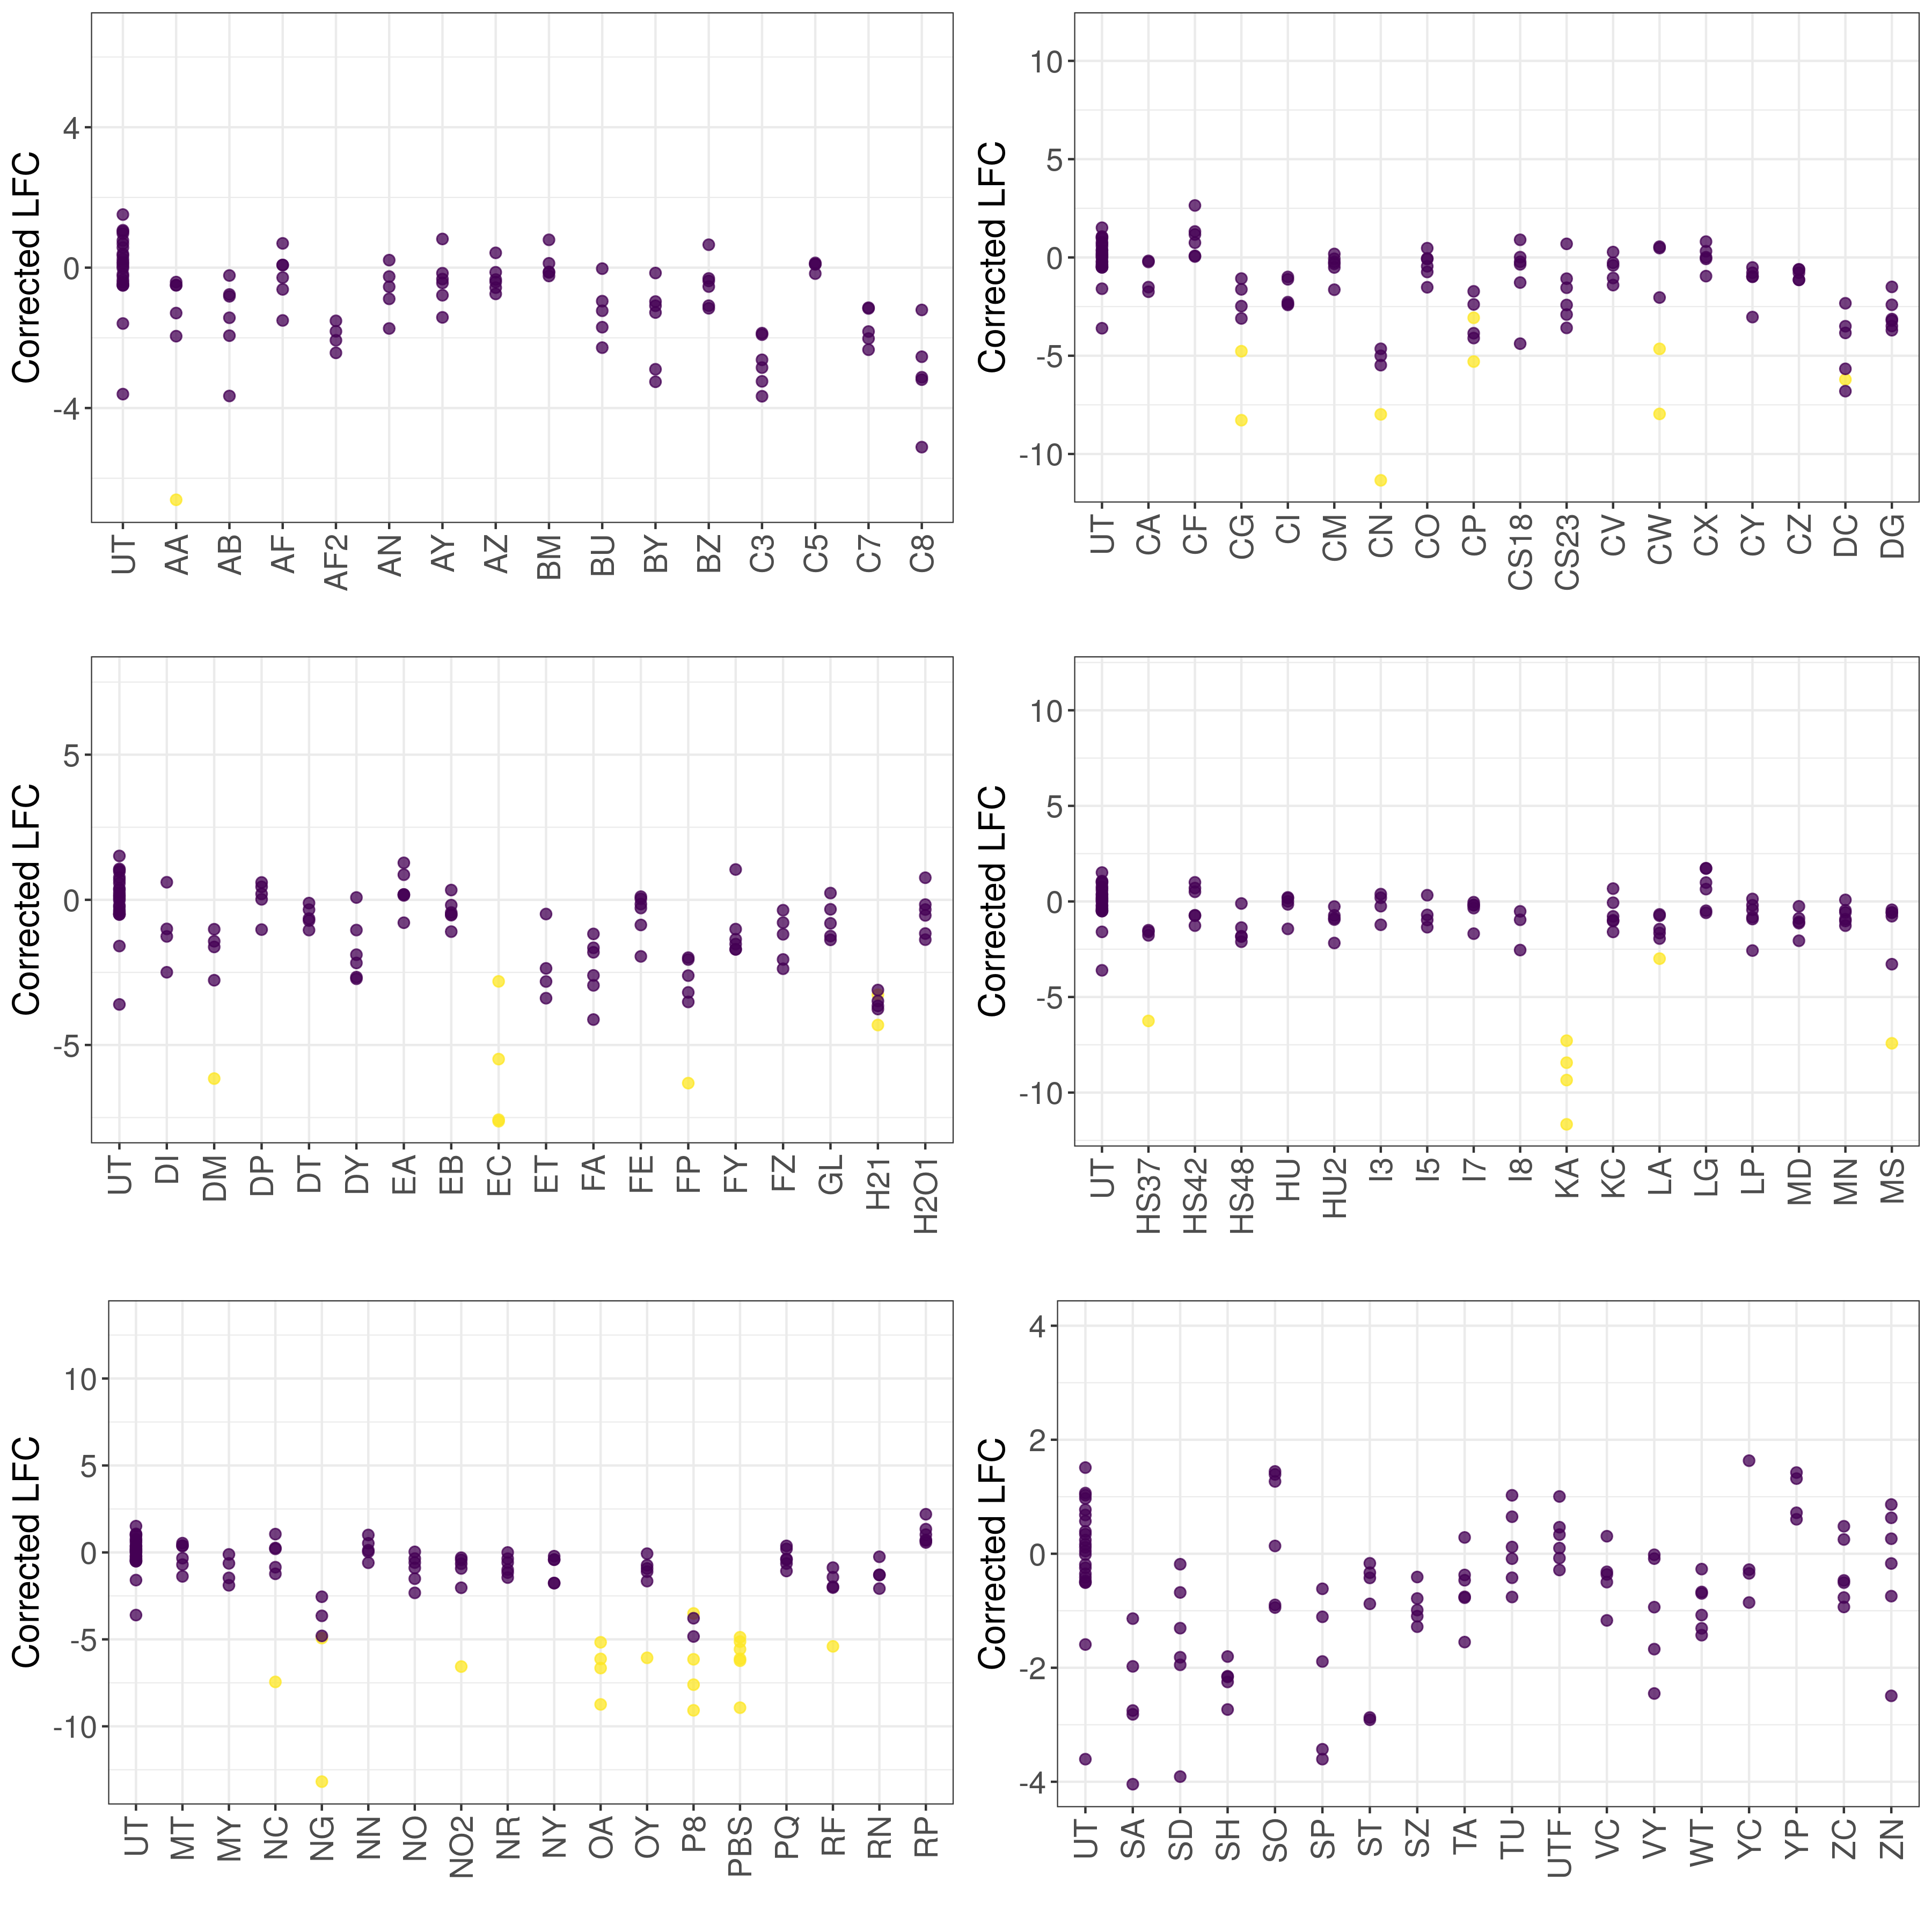 Corrected LFC
4
0
-4
UT AA AB AF AF2 AN AY AZ BM BU BY BZ C3 C5 C7 C8
Corrected LFC
10
5
0
-5
-10
UT CA CF CG CI CM CN CO CP CS18 CS23 CV CW CX CY CZ DC DG
Corrected LFC
5
0
-5
UT DI DM DP DT DY EA EB EC ET FA FE FP FY FZ GL H21 H2O1
Corrected LFC
10
5
0
-5
-10
UT HS37 HS42 HS48 HU HU2 I3 I5 I7 I8 KA KC LA LG LP MD MN MS
Corrected LFC
10
5
0
-5
-10
UT MT MY NC NG NN NO NO2 NR NY OA OY P8 PBS PQ RF RN RP
Corrected LFC
4
2
0
-2
-4
UT SA SD SH SO SP ST SZ TA TU UTF VC VY WT YC YP ZC ZN